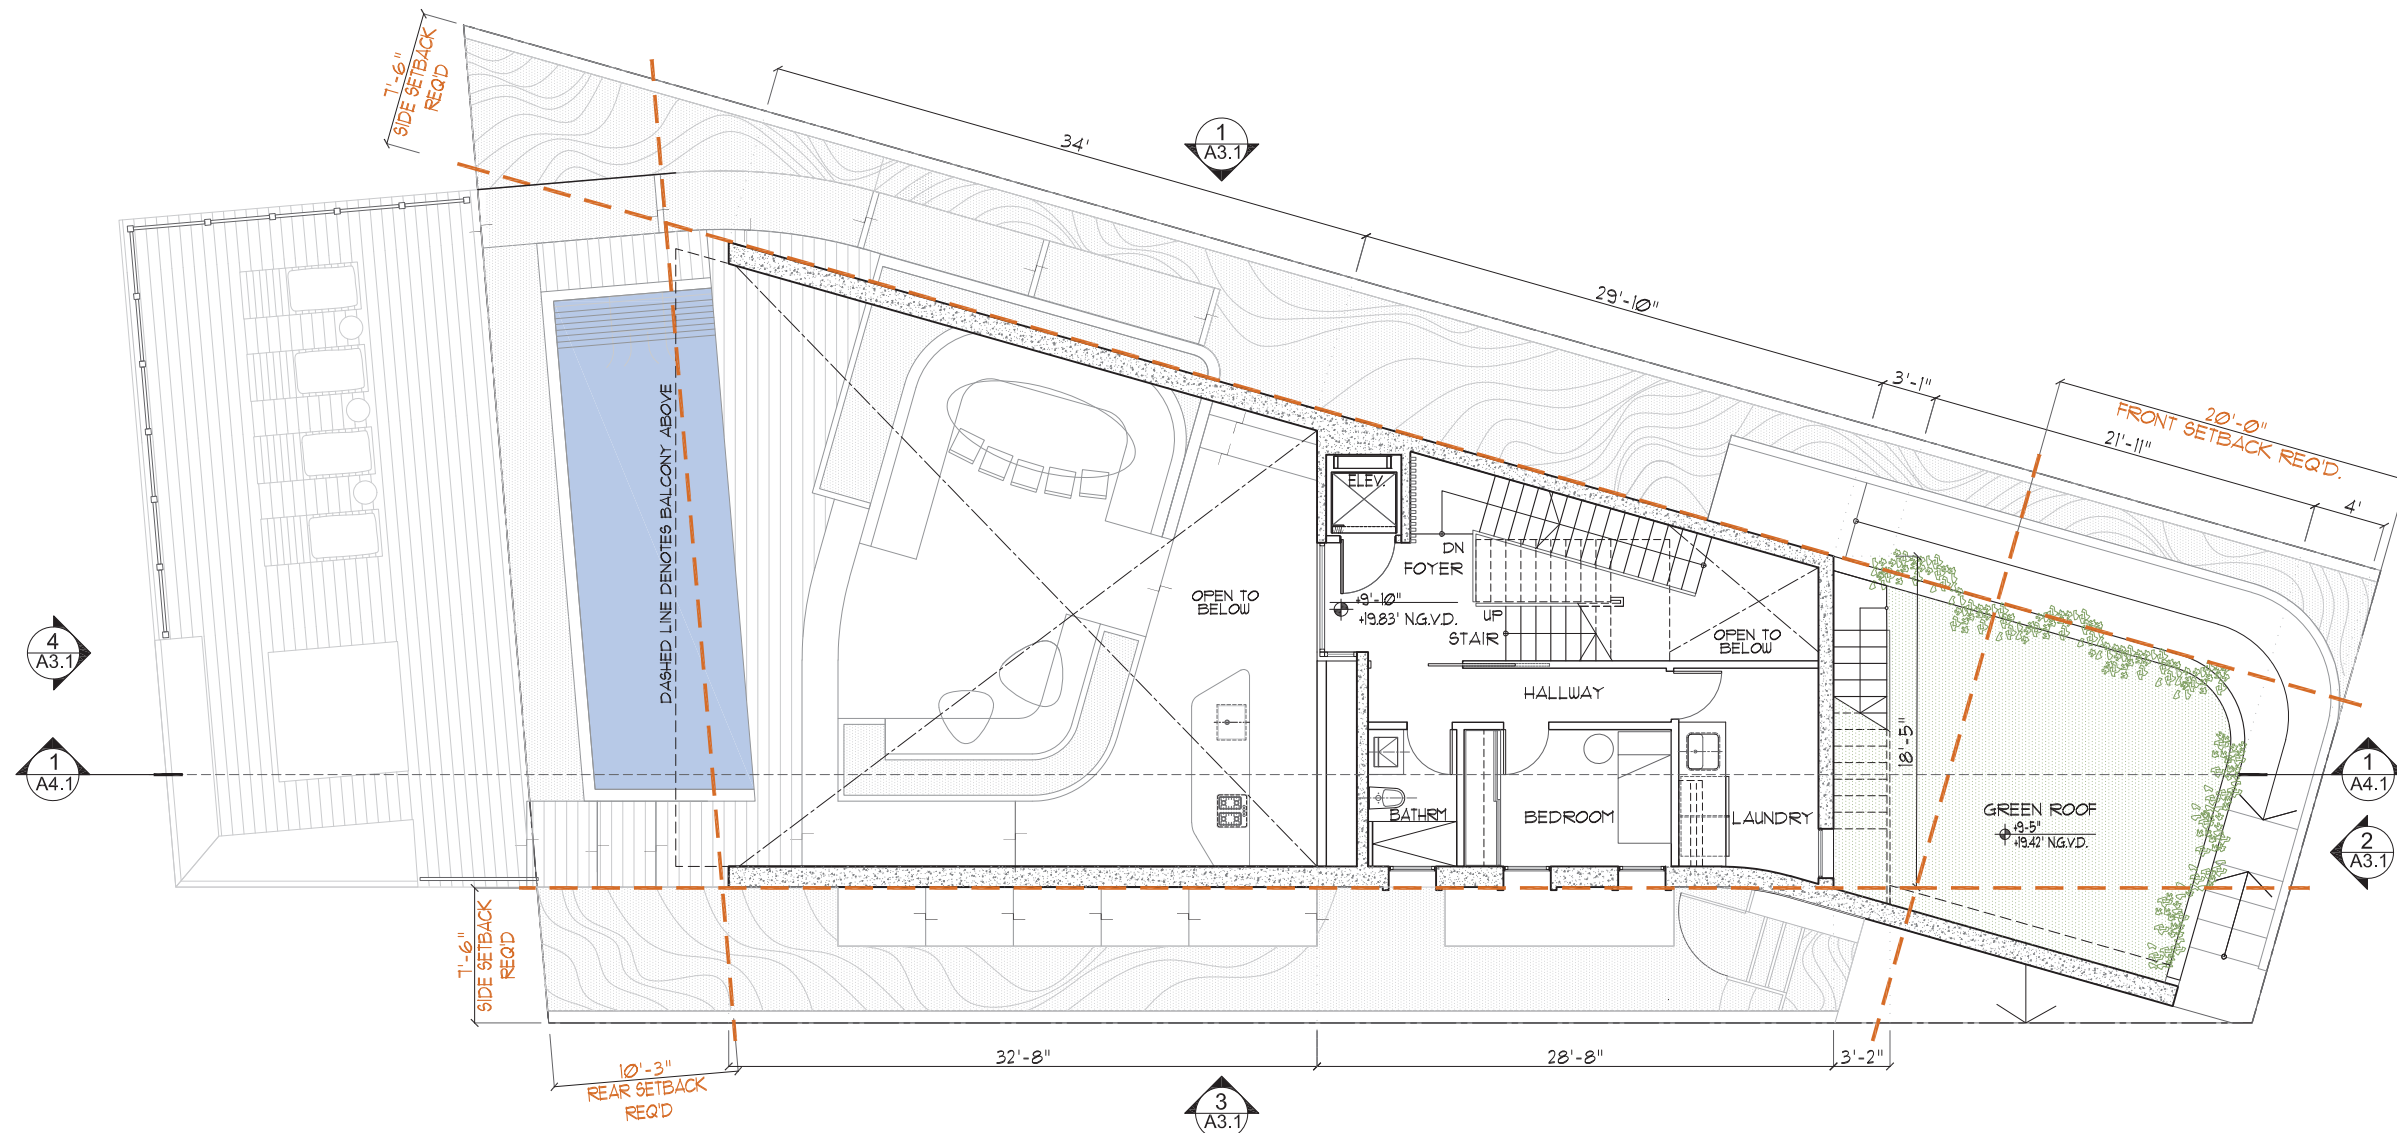 7'-6"
SIDE SETBACK
REQ'D
34'
1
A3.1
29'-10"
3'-1"
20'-0"
FRONT SETBACK REQ'D.
21'-11"
4'
DASHED LINE DENOTES BALCONY ABOVE
ELEV.
DN
FOYER
+9'-10"
+19.83' N.G.V.D.
UP
STAIR
OPEN TO
BELOW
OPEN TO
BELOW
HALLWAY
4
A3.1
1
A4.1
18'-5"
1
A4.1
GREEN ROOF
+9-5"
+19.42' N.G.V.D.
2
A3.1
BATHRM
BEDROOM
LAUNDRY
7'-6"
SIDE SETBACK
REQ'D
10'-3"
REAR SETBACK
REQ'D
32'-8"
28'-8"
3'-2"
3
A3.1